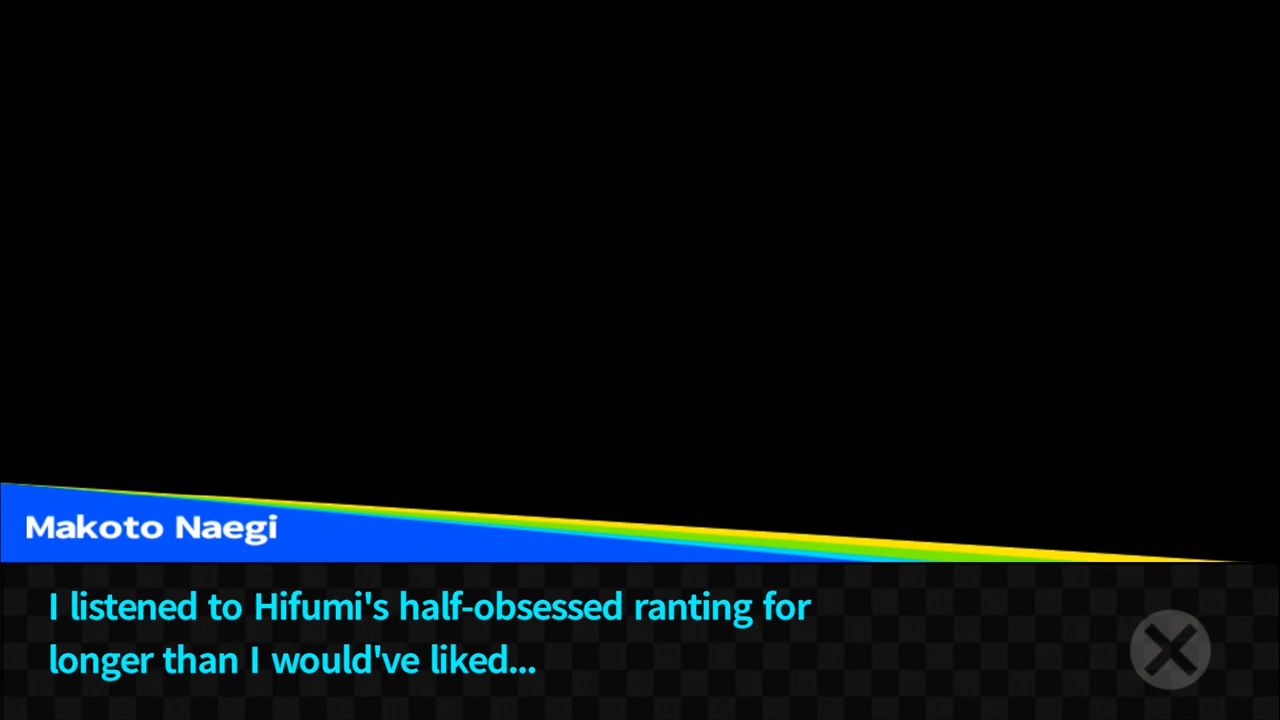 Makoto Naegi
I listened to Hifumi's half-obsessed ranting for
longer than I would've liked...